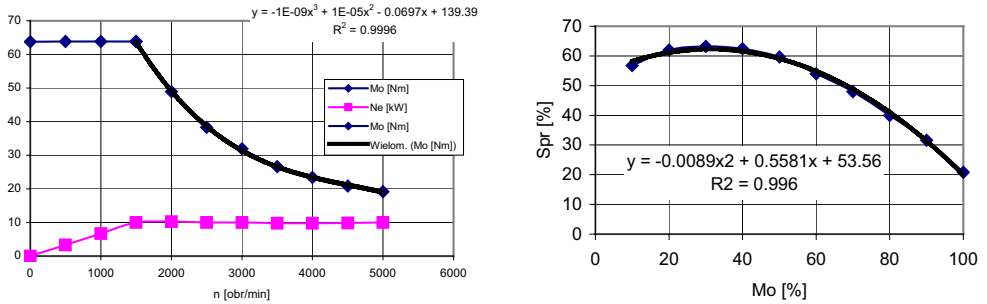 y = -1E-09x³ + 1E-05x² - 0.0697x + 139.39
R² = 0.9996
70
60
50
40
30
20
10
0
0 1000 2000 3000 4000 5000 6000
n [obr/min]
Mo [Nm]
Ne [kW]
Mo [Nm]
Wielom. (Mo [Nm])
Spr [%]
70
60
50
40
30
20
10
0
y = -0.0089x2 + 0.5581x + 53.56
R2 = 0.996
0 20 40 60 80 100
Mo [%]